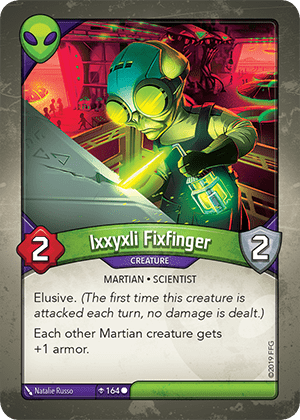 Ixxyxli Fixfinger
CREATURE
2
2
MARTIAN • SCIENTIST
Elusive. (The first time this creature is
attacked each turn, no damage is dealt.)
Each other Martian creature gets
+1 armor.
©2019 FFG
Natalie Russo
164